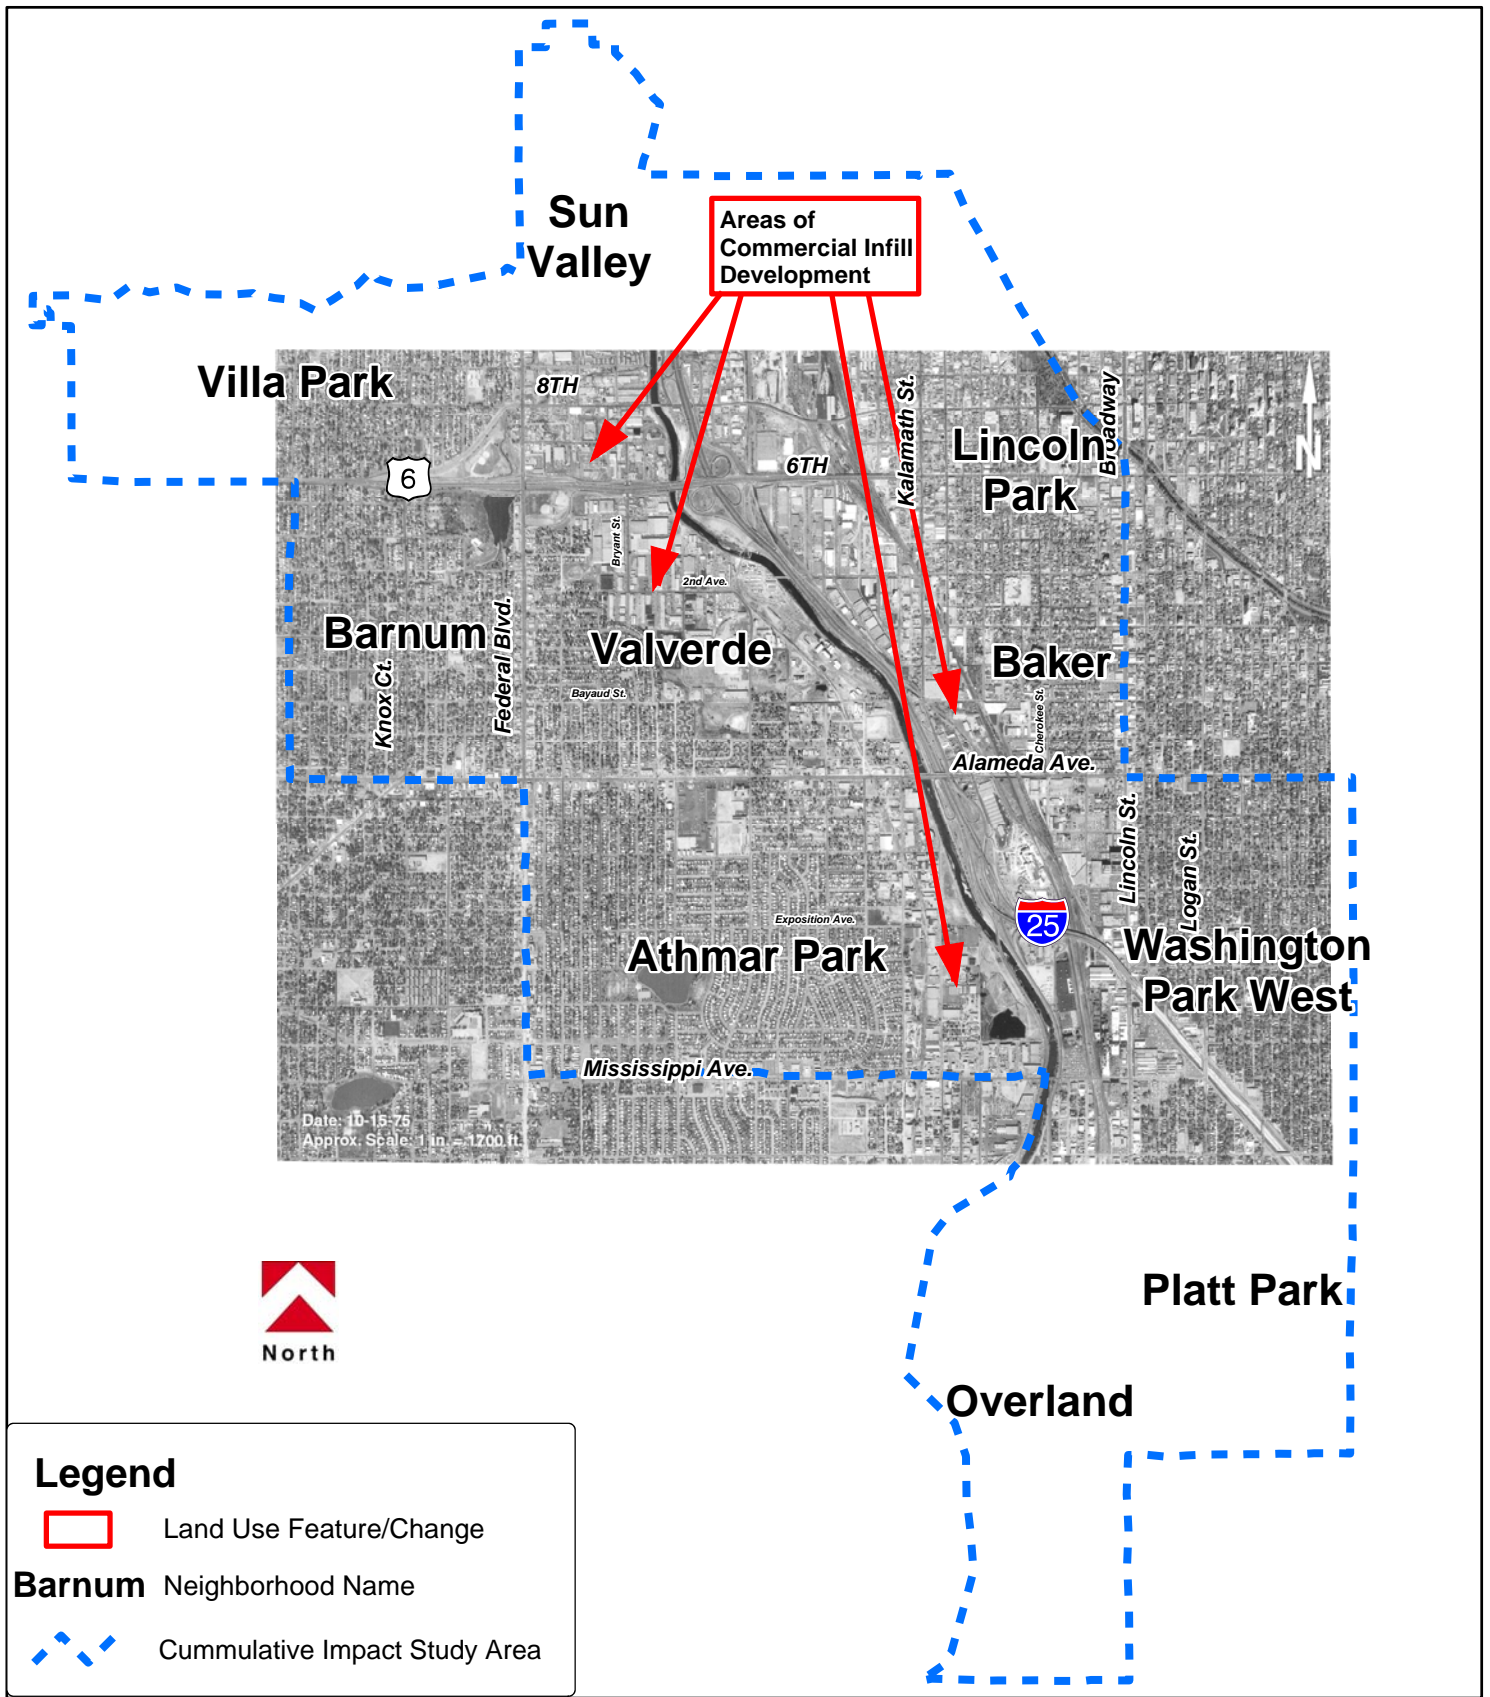 Sun
Valley
Areas of
Commercial Infill
Development
Villa Park
8TH
Kalamath St.
Broadway
Lincoln
Park
N
6
6TH
Bryant St.
2nd Ave.
Barnum
Knox Ct.
Federal Blvd.
Valverde
Baker
Bayaud St.
Cherokee St.
Alameda Ave.
Lincoln St.
Logan St.
Exposition Ave.
25
Athmar Park
Washington
Park West
Mississippi Ave.
Date: 10-15-75
Approx. Scale: 1 in. = 1700 ft.
Platt Park
North
Overland
Legend
Land Use Feature/Change
Barnum Neighborhood Name
Cummulative Impact Study Area